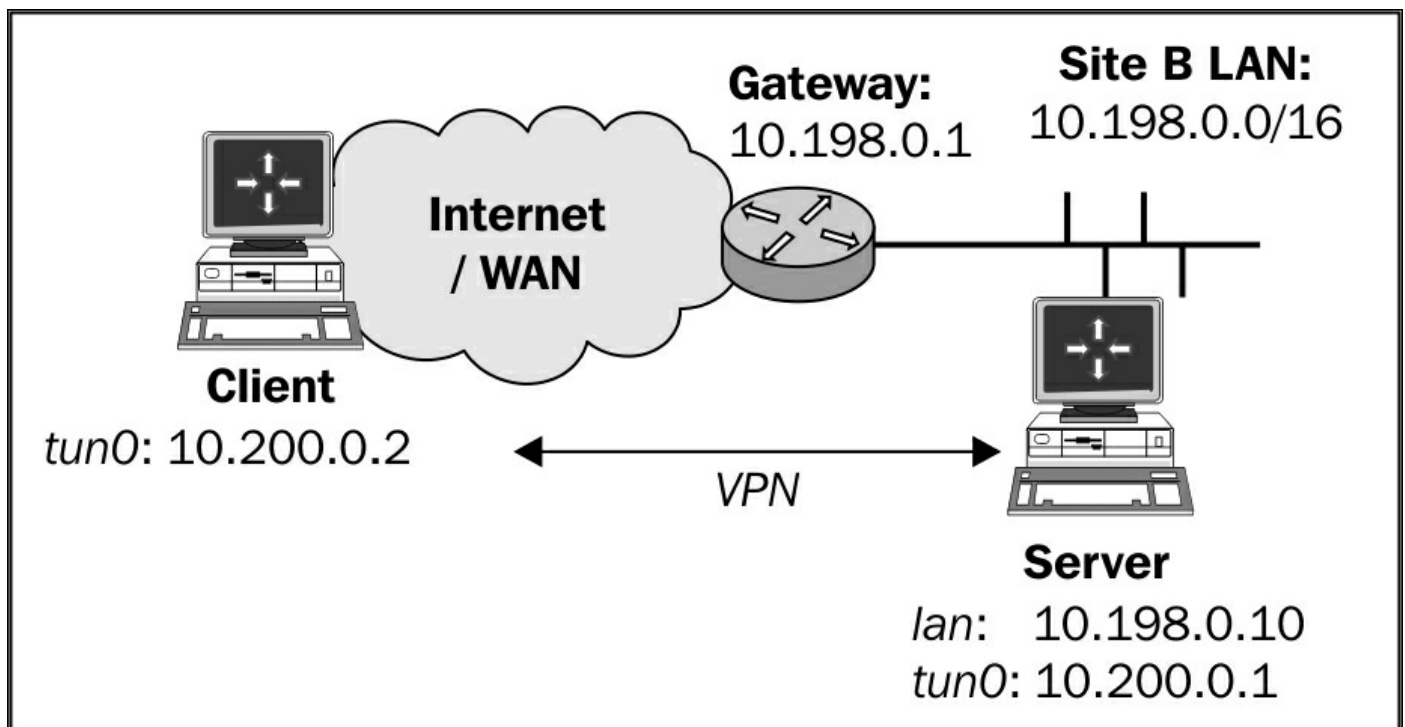 Gateway:
10.198.0.1
Site B LAN:
10.198.0.0/16
Internet
/ WAN
Client
tun0: 10.200.0.2
VPN
Server
lan: 10.198.0.10
tun0: 10.200.0.1